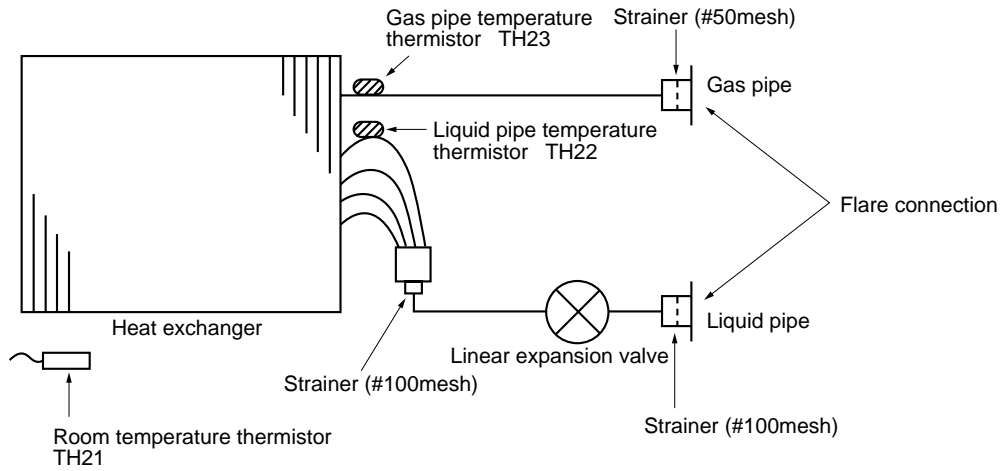 Gas pipe temperature
thermistor TH23
Strainer (#50mesh)
Gas pipe
Liquid pipe temperature
thermistor TH22
Flare connection
Heat exchanger
Liquid pipe
Linear expansion valve
Strainer (#100mesh)
Strainer (#100mesh)
Room temperature thermistor
TH21